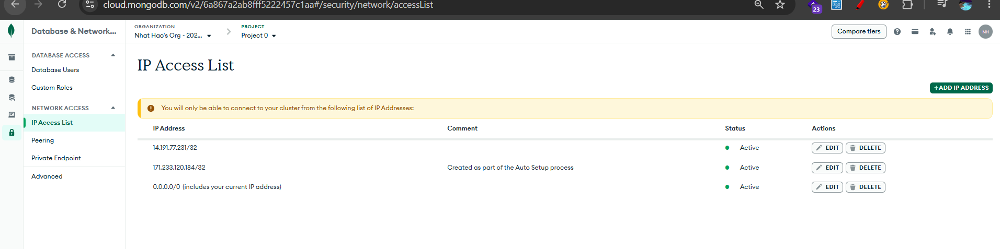 cloud.mongodb.com/v2/6a867a2ab8fff5222457c1aa#/security/network/accessList
23
Database & Network...
ORGANIZATION
Nhat Hao's Org - 202...
PROJECT
Project 0
Compare tiers
NH
DATABASE ACCESS
Database Users
Custom Roles
NETWORK ACCESS
IP Access List
Peering
Private Endpoint
Advanced
IP Access List
+ADD IP ADDRESS
You will only be able to connect to your cluster from the following list of IP Addresses:
IP Address Comment Status Actions
14.191.77.231/32 Active EDIT DELETE
171.233.120.184/32 Created as part of the Auto Setup process Active EDIT DELETE
0.0.0.0/0 (includes your current IP address) Active EDIT DELETE